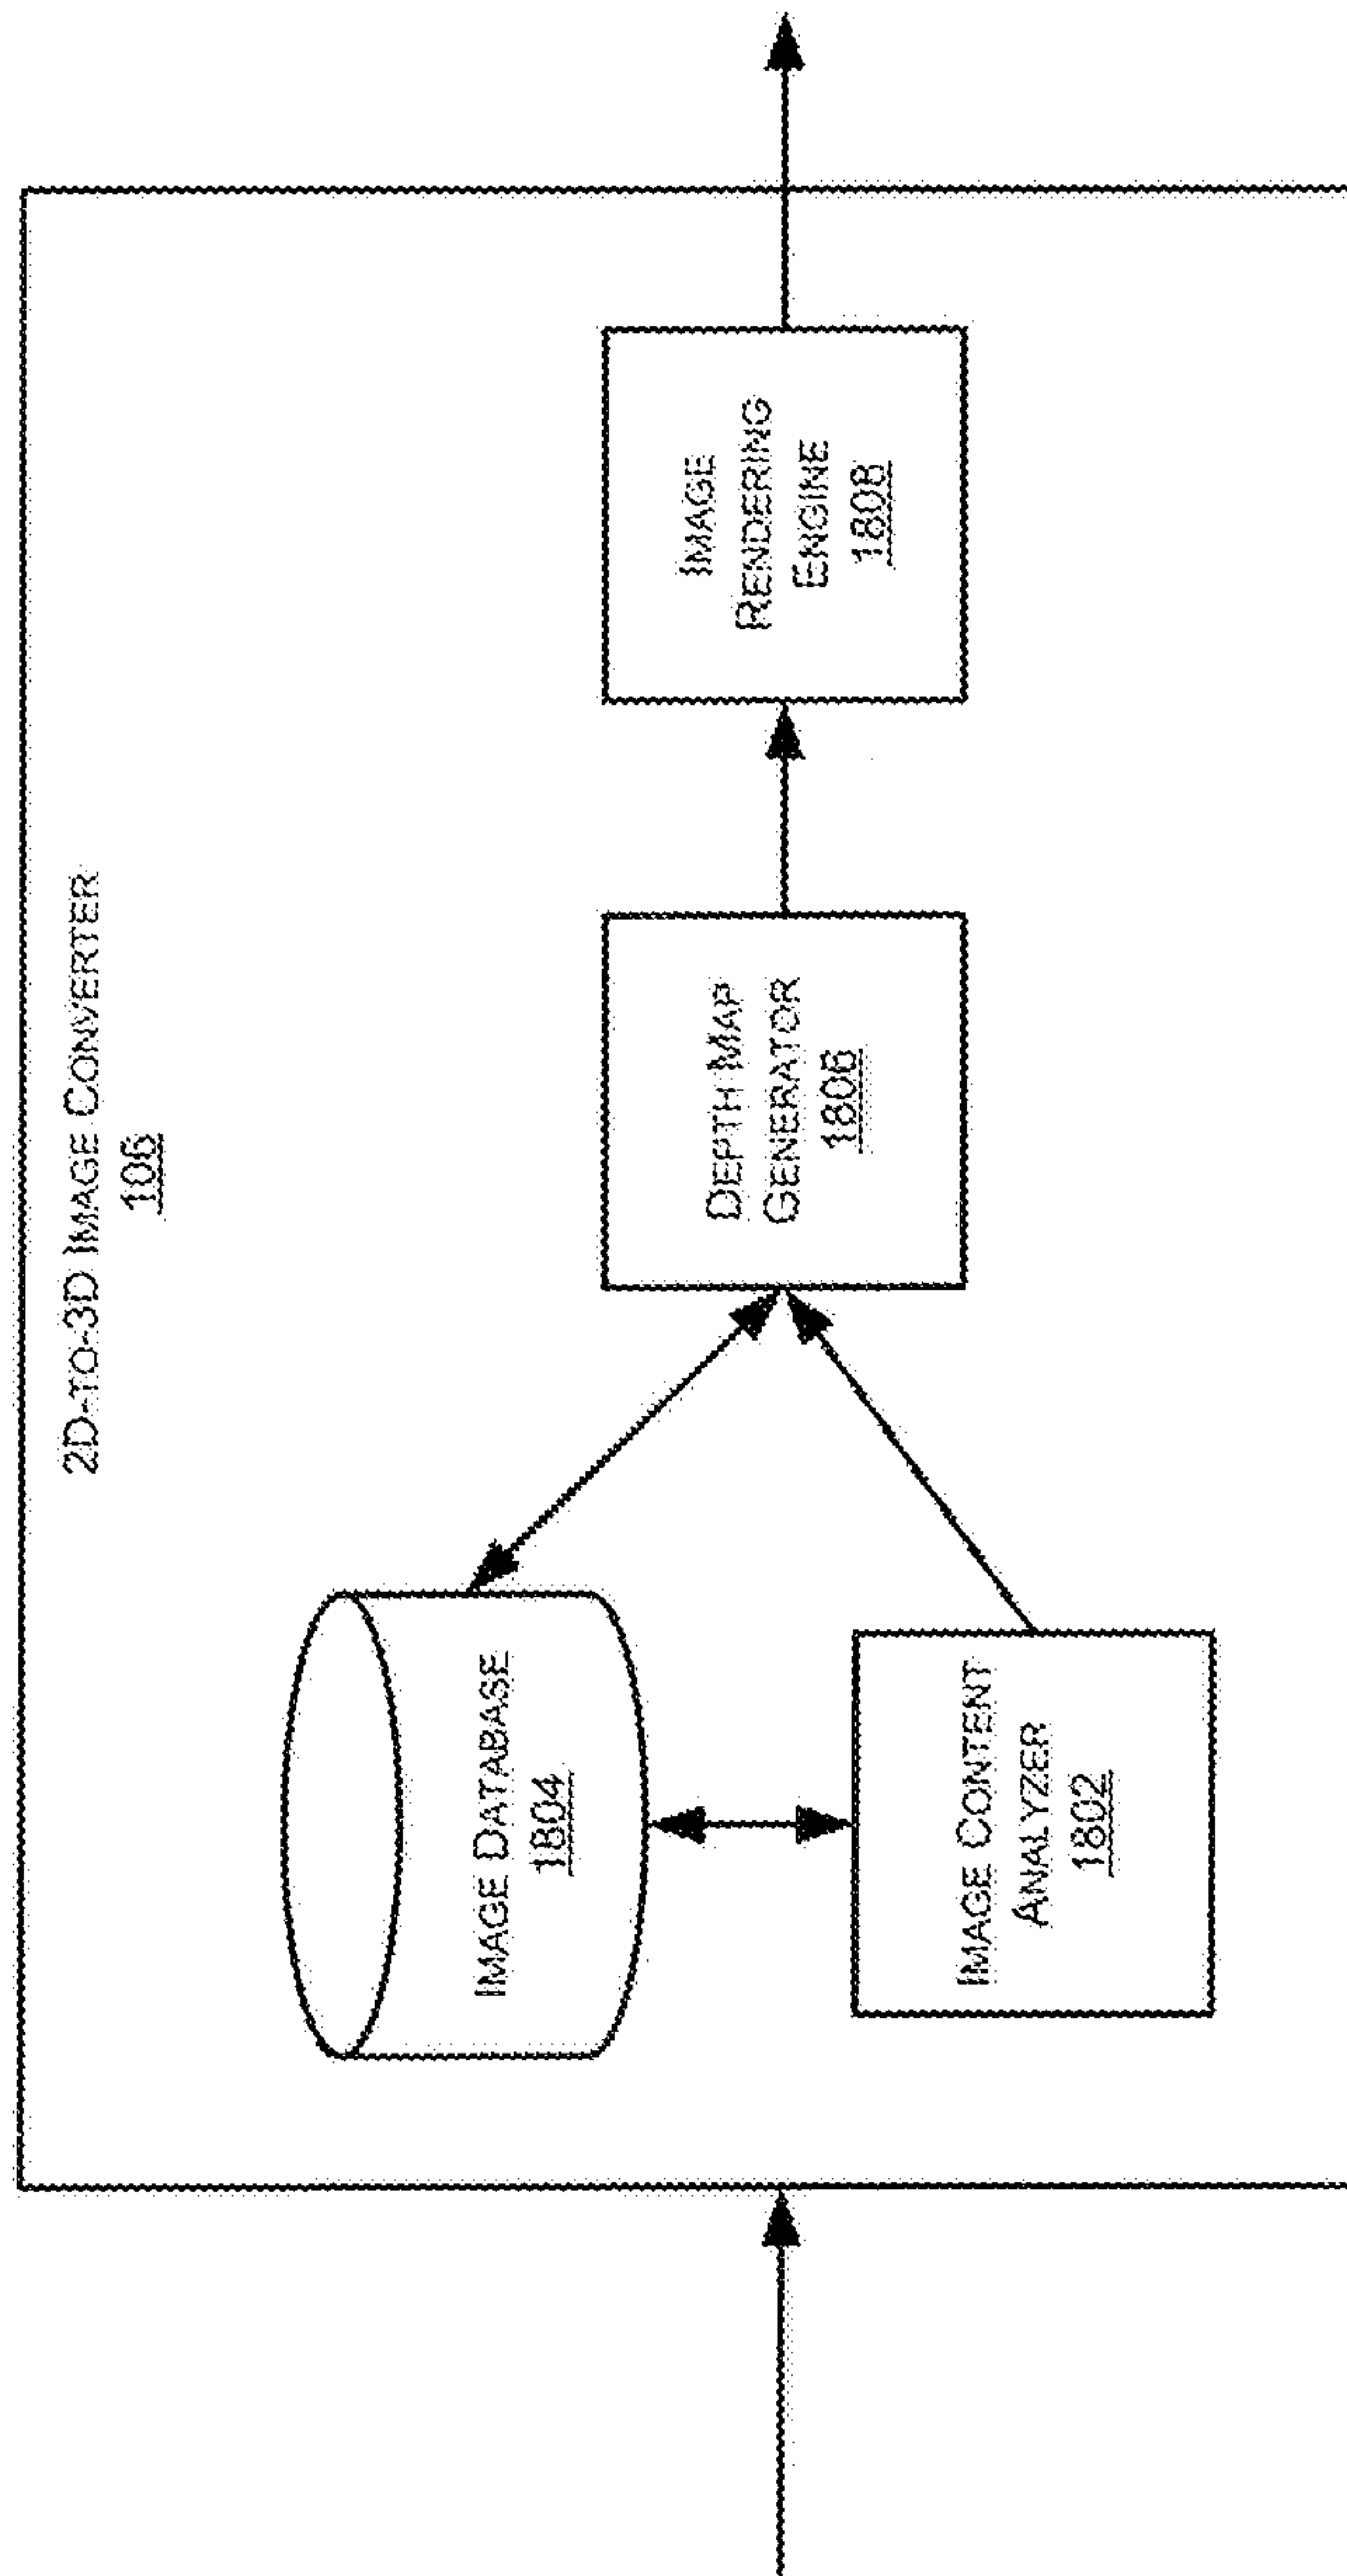 2D-TO-3D IMAGE CONVERTER
106
IMAGE DATABASE
1804
IMAGE CONTENT
ANALYZER
1802
DEPTH MAP
GENERATOR
1806
IMAGE
RENDERING
ENGINE
1808